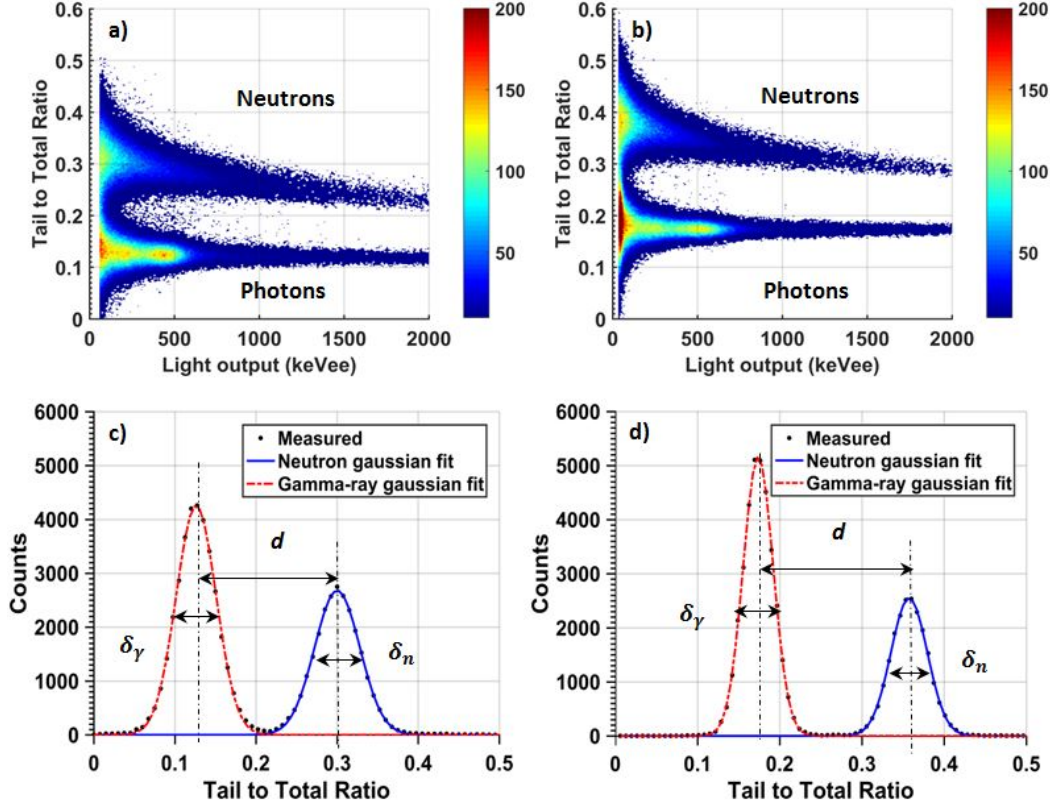 a)
Neutrons
Photons
Tail to Total Ratio
0.6
0.5
0.4
0.3
0.2
0.1
0
0 500 1000 1500 2000
Light output (keVee)
200
150
100
50
b)
Neutrons
Photons
Tail to Total Ratio
0.6
0.5
0.4
0.3
0.2
0.1
0
0 500 1000 1500 2000
Light output (keVee)
200
150
100
50
c)
Measured
Neutron gaussian fit
Gamma-ray gaussian fit
d
δγ
δn
Counts
6000
5000
4000
3000
2000
1000
0
0 0.1 0.2 0.3 0.4 0.5
Tail to Total Ratio
d)
Measured
Neutron gaussian fit
Gamma-ray gaussian fit
d
δγ
δn
Counts
6000
5000
4000
3000
2000
1000
0
0 0.1 0.2 0.3 0.4 0.5
Tail to Total Ratio